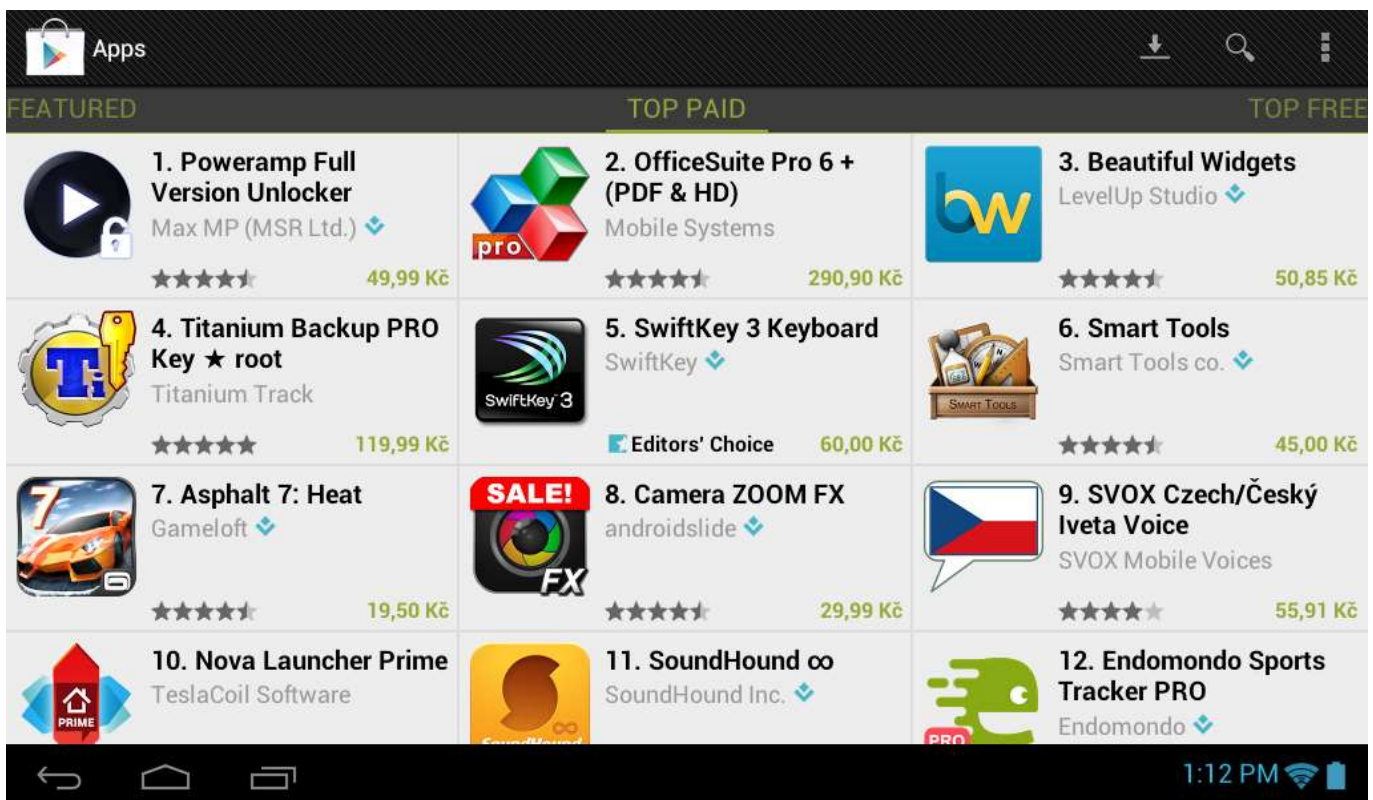 Apps
FEATURED
TOP PAID
TOP FREE
1. Poweramp Full
Version Unlocker
Max MP (MSR Ltd.)
49,99 Kč
pro
2. OfficeSuite Pro 6 +
(PDF & HD)
Mobile Systems
290,90 Kč
bw
3. Beautiful Widgets
LevelUp Studio
50,85 Kč
Ti
4. Titanium Backup PRO
Key ★ root
Titanium Track
119,99 Kč
SwiftKey 3
5. SwiftKey 3 Keyboard
SwiftKey
Editors' Choice
60,00 Kč
SMART TOOLS
6. Smart Tools
Smart Tools co.
45,00 Kč
7
7. Asphalt 7: Heat
Gameloft
19,50 Kč
SALE!
FX
8. Camera ZOOM FX
androidslide
29,99 Kč
9. SVOX Czech/Český
Iveta Voice
SVOX Mobile Voices
55,91 Kč
PRIME
10. Nova Launcher Prime
TeslaCoil Software
SoundHound
11. SoundHound ∞
SoundHound Inc.
PRO
12. Endomondo Sports
Tracker PRO
Endomondo
1:12 PM